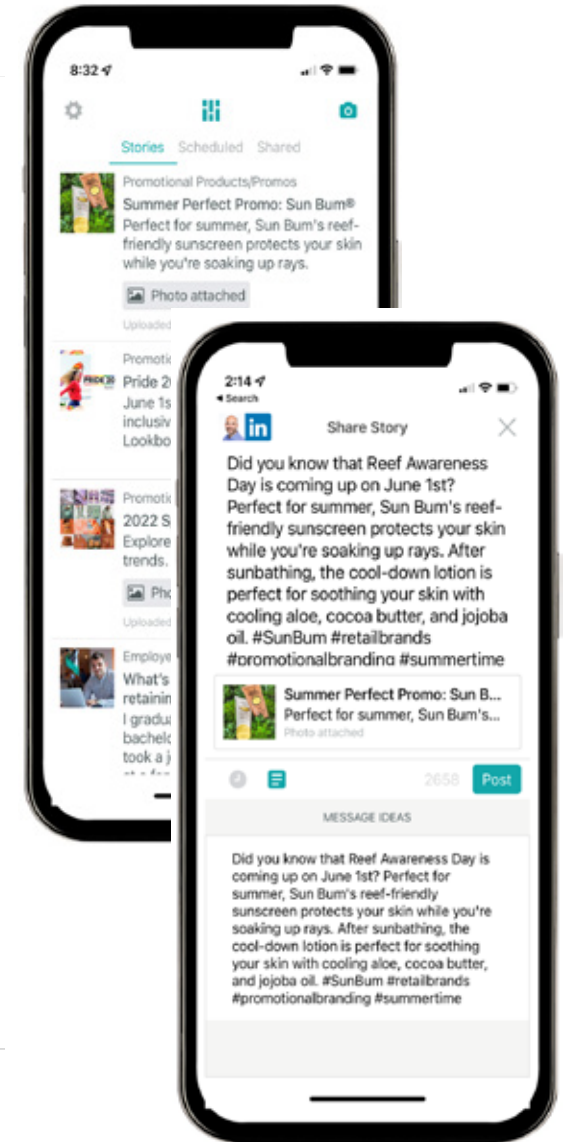 8:32
Stories Scheduled Shared
Promotional Products/Promos
Summer Perfect Promo: Sun Bum®
Perfect for summer, Sun Bum's reef-
friendly sunscreen protects your skin
while you're soaking up rays.
Photo attached
Uploaded
Pride 2
June 1s
inclusiv
Lookbo
2022 S
Explore
trends.
Pho
Uploaded
Employe
What's
retainin
I gradua
bachelo
took a j
2:14
Search
in
Share Story
Did you know that Reef Awareness
Day is coming up on June 1st?
Perfect for summer, Sun Bum's reef-
friendly sunscreen protects your skin
while you're soaking up rays. After
sunbathing, the cool-down lotion is
perfect for soothing your skin with
cooling aloe, cocoa butter, and jojoba
oil. #SunBum #retailbrands
#promotionalbranding #summertime
Summer Perfect Promo: Sun B...
Perfect for summer, Sun Bum's...
Photo attached
2658 Post
MESSAGE IDEAS
Did you know that Reef Awareness Day is
coming up on June 1st? Perfect for
summer, Sun Bum's reef-friendly
sunscreen protects your skin while you're
soaking up rays. After sunbathing, the
cool-down lotion is perfect for soothing
your skin with cooling aloe, cocoa butter,
and jojoba oil. #SunBum #retailbrands
#promotionalbranding #summertime